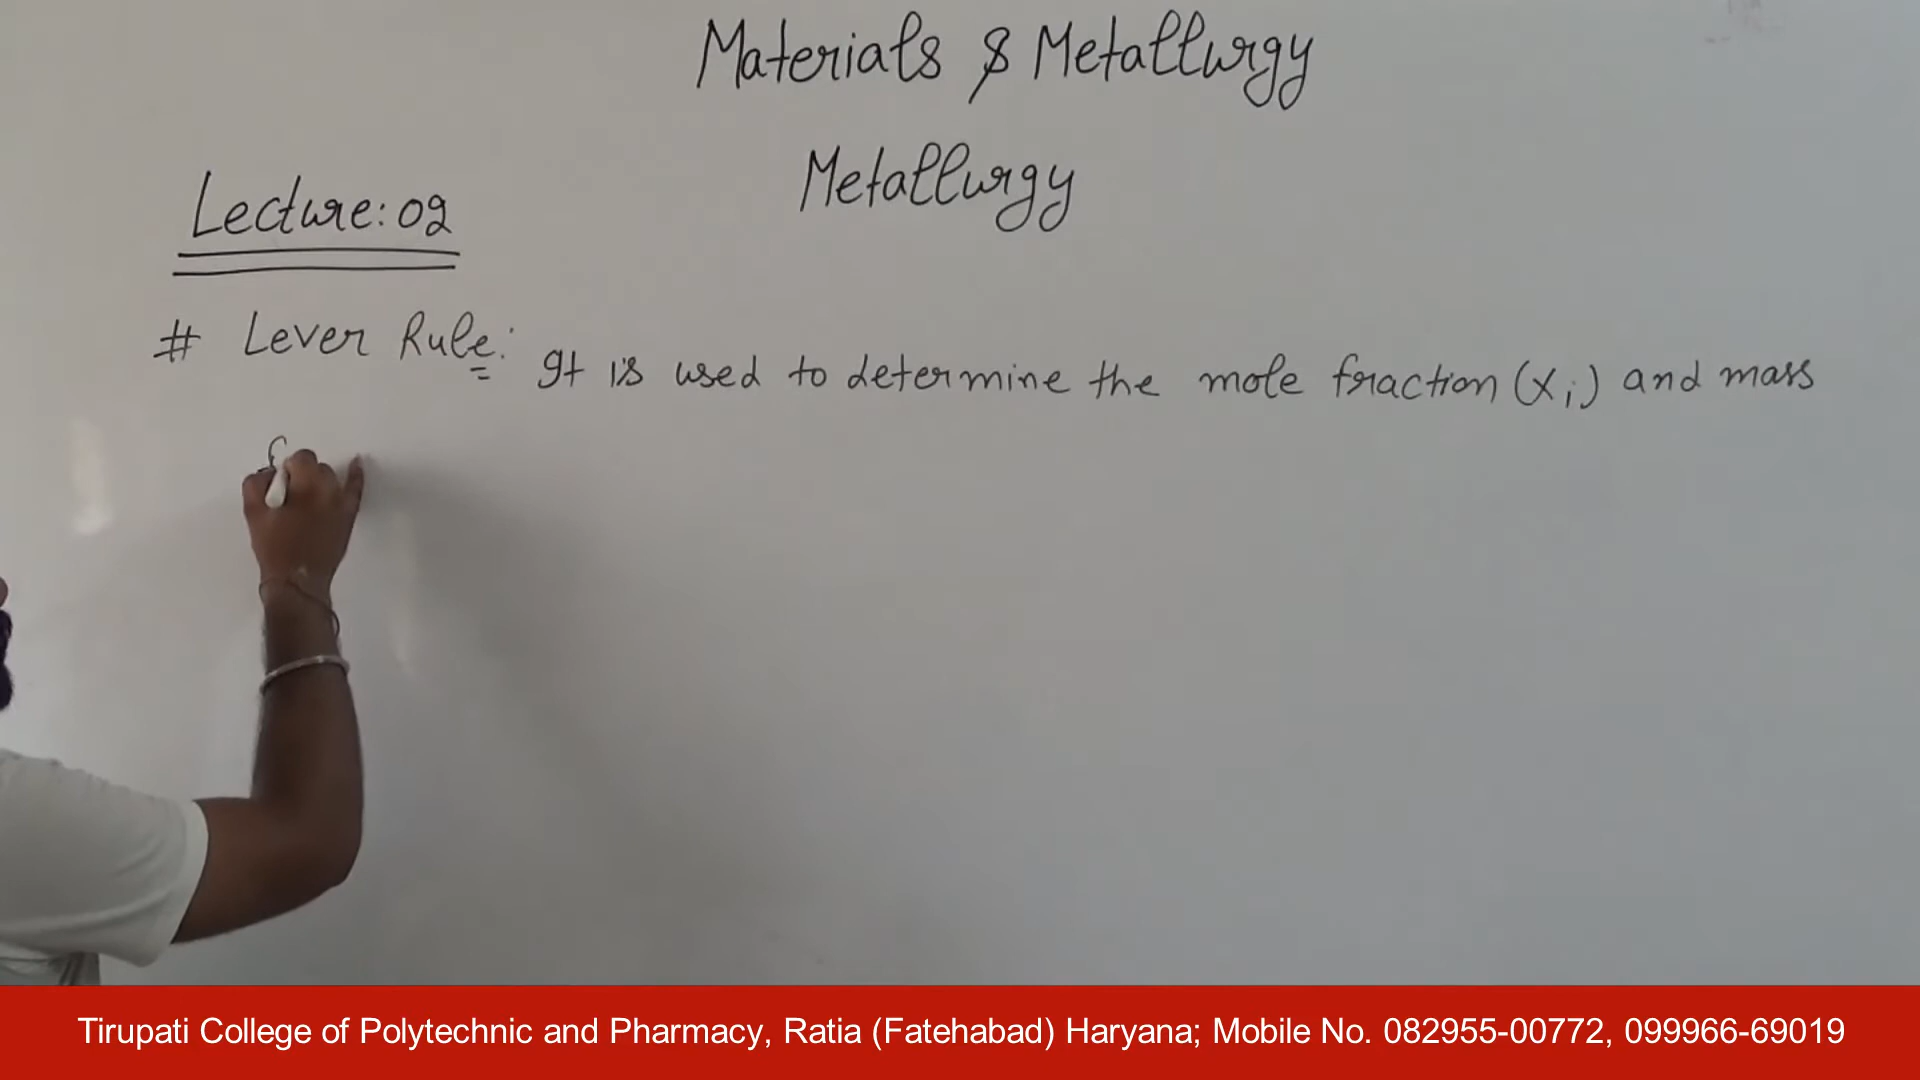 Materials & Metallurgy
Metallurgy
Lecture: 02
# Lever Rule: It is used to determine the mole fraction (Xi) and mass
f
Tirupati College of Polytechnic and Pharmacy, Ratia (Fatehabad) Haryana; Mobile No. 082955-00772, 099966-69019